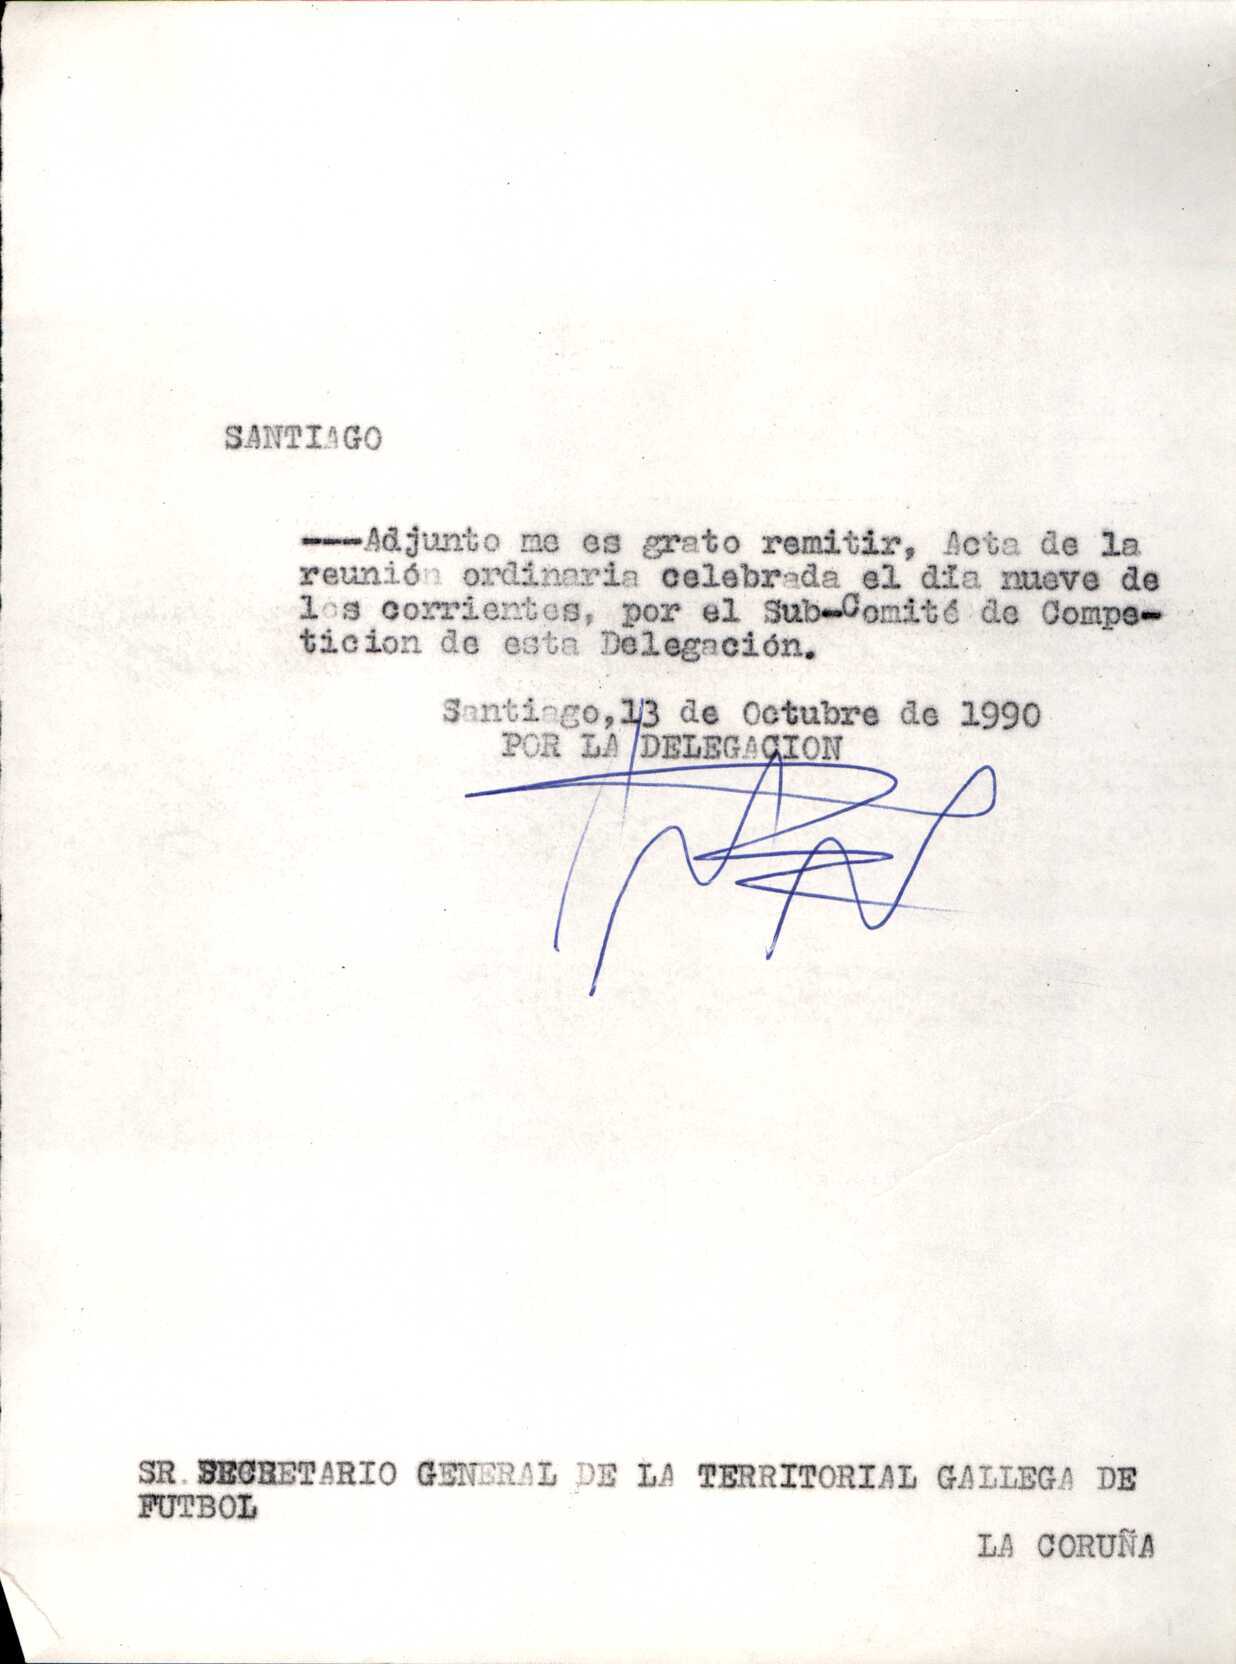 SANTIAGO
---Adjunto me es grato remitir, Acta de la
reunión ordinaria celebrada el día nueve de
los corrientes, por el Sub-Comité de Compe-
ticion de esta Delegación.
Santiago,13 de Octubre de 1990
POR LA DELEGACION
SR.SECRETARIO GENERAL DE LA TERRITORIAL GALLEGA DE
FUTBOL
LA CORUÑA